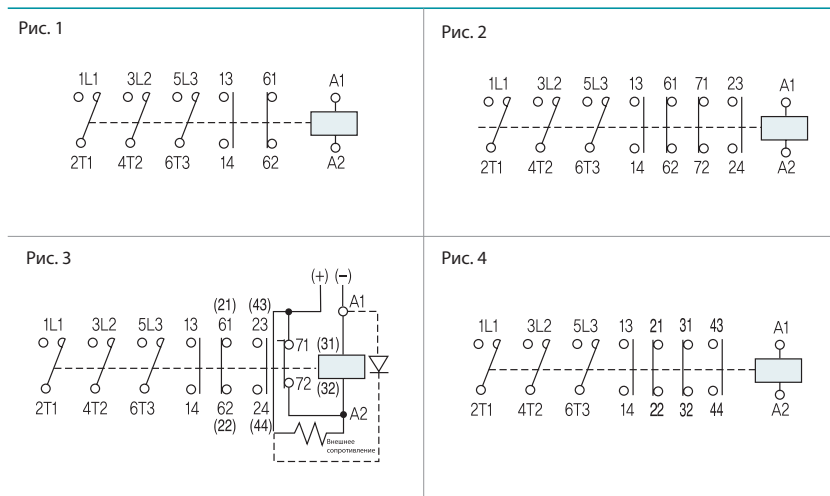 Рис. 1
1L1 3L2 5L3 13 61 A1
2T1 4T2 6T3 14 62 A2
Рис. 2
1L1 3L2 5L3 13 61 71 23 A1
2T1 4T2 6T3 14 62 72 24 A2
Рис. 3
(+) (−)
(21) (43) A1
1L1 3L2 5L3 13 61 23
71 (31)
72 (32)
2T1 4T2 6T3 14 62 24 A2
(22) (44)
Внешнее
сопротивление
Рис. 4
1L1 3L2 5L3 13 21 31 43 A1
2T1 4T2 6T3 14 22 32 44 A2